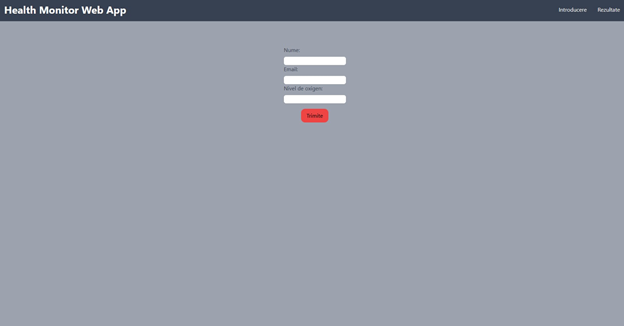 Health Monitor Web App
Introducere
Rezultate
Nume:
Email:
Nivel de oxigen:
Trimite